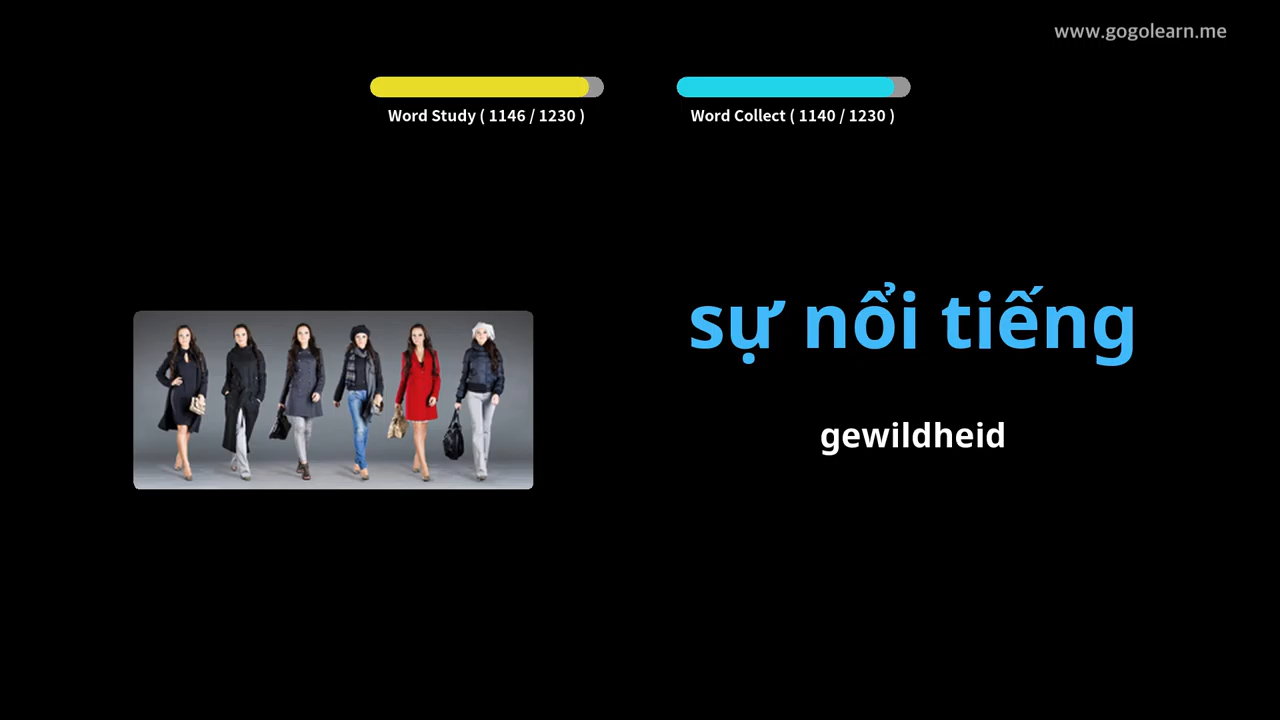 www.gogolearn.me
Word Study ( 1146 / 1230 )
Word Collect ( 1140 / 1230 )
sự nổi tiếng
gewildheid